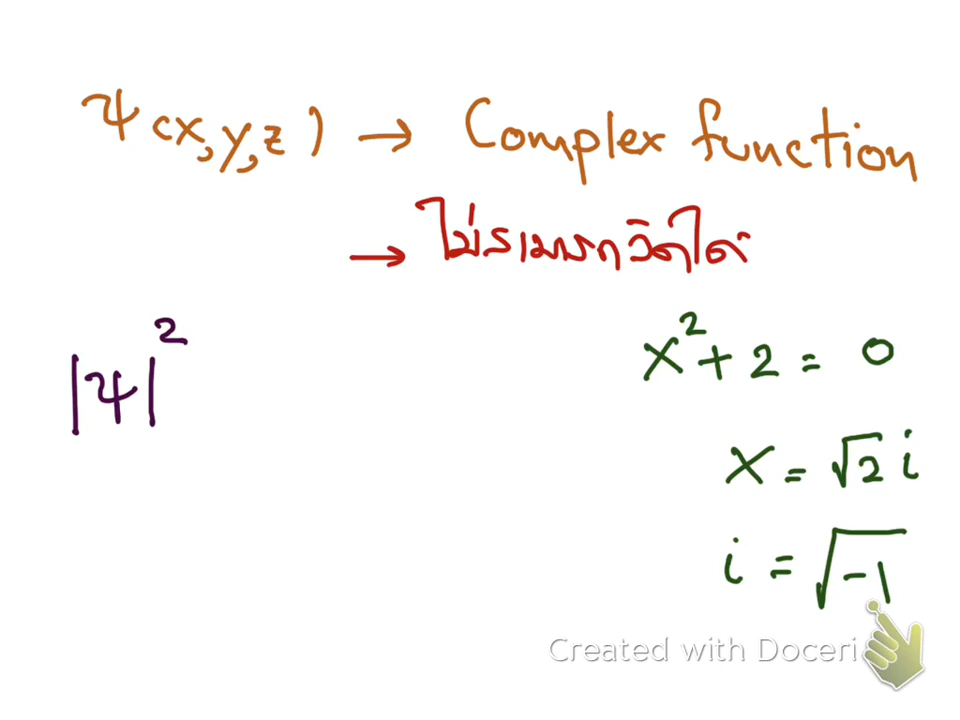 Ψ(x,y,z) → Complex function
→ ไม่สามารถวัดได้
|Ψ|²
x² + 2 = 0
x = √2 i
i = √-1
Created with Doceri